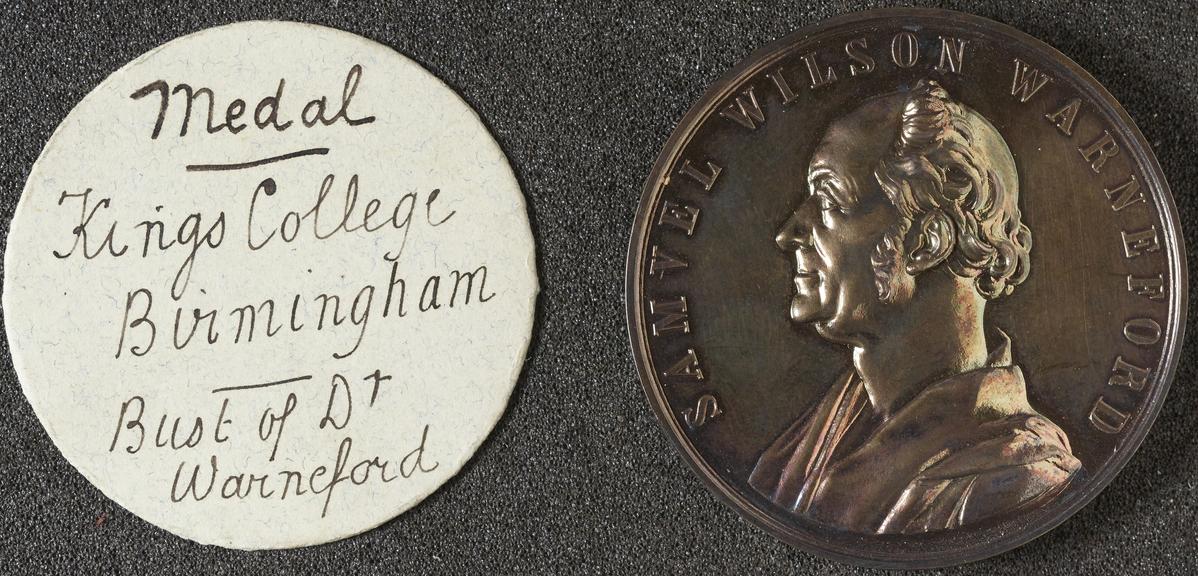 Medal
Kings College
Birmingham
Bust of Dr
Warneford
SAMVEL WILSON WARNEFORD